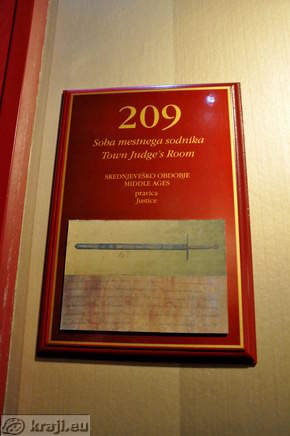 209
Soba mestnega sodnika
Town Judge's Room
SREDNJEVEŠKO OBDOBJE
MIDDLE AGES
pravica
Justice
kraji.eu